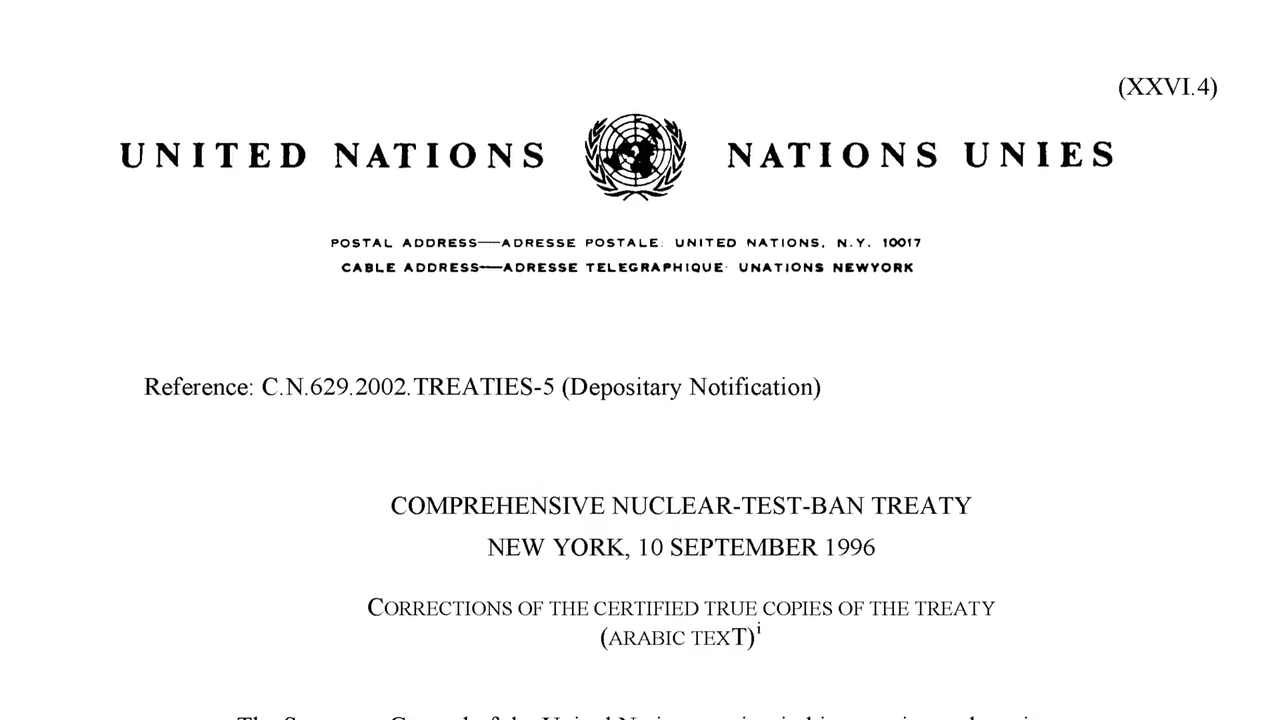 (XXVI.4)
UNITED NATIONS NATIONS UNIES
POSTAL ADDRESS—ADRESSE POSTALE: UNITED NATIONS, N.Y. 10017
CABLE ADDRESS—ADRESSE TELEGRAPHIQUE: UNATIONS NEWYORK
Reference: C.N.629.2002.TREATIES-5 (Depositary Notification)
COMPREHENSIVE NUCLEAR-TEST-BAN TREATY
NEW YORK, 10 SEPTEMBER 1996
CORRECTIONS OF THE CERTIFIED TRUE COPIES OF THE TREATY
(ARABIC TEXT)i